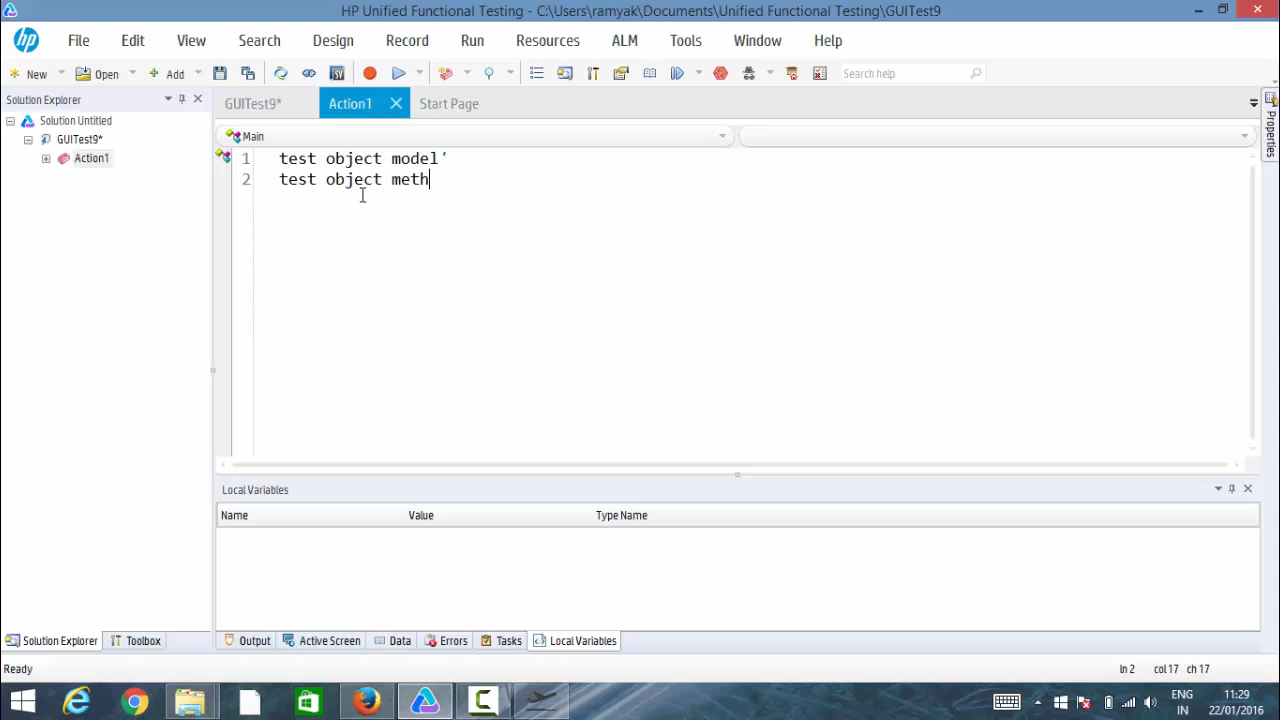 HP Unified Functional Testing - C:\Users\ramyak\Documents\Unified Functional Testing\GUITest9
hp File Edit View Search Design Record Run Resources ALM Tools Window Help
New Open Add Search help
Solution Explorer
Solution Untitled
GUITest9*
Action1
GUITest9* Action1 Start Page
Main
1 test object model'
2 test object meth
Properties
Local Variables
Name Value Type Name
Solution Explorer Toolbox Output Active Screen Data Errors Tasks Local Variables
Ready ln 2 col 17 ch 17
ENG 11:29
IN 22/01/2016